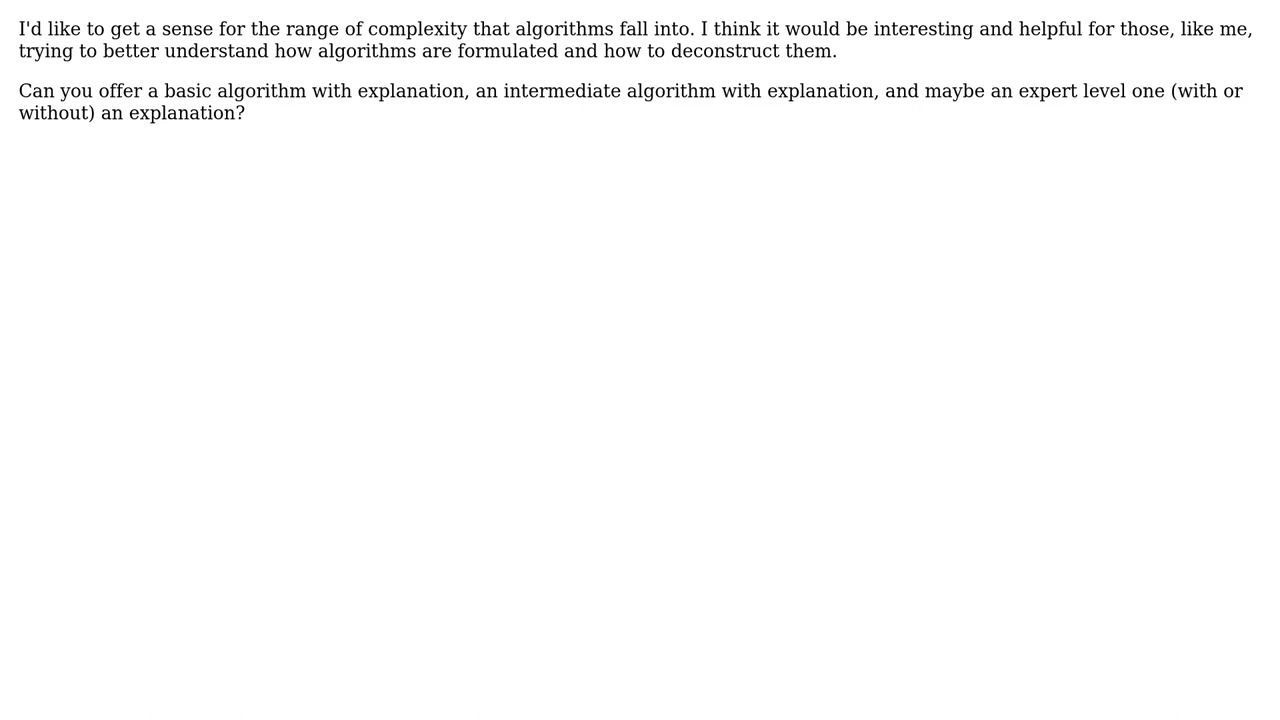 I'd like to get a sense for the range of complexity that algorithms fall into. I think it would be interesting and helpful for those, like me,
trying to better understand how algorithms are formulated and how to deconstruct them.
Can you offer a basic algorithm with explanation, an intermediate algorithm with explanation, and maybe an expert level one (with or
without) an explanation?